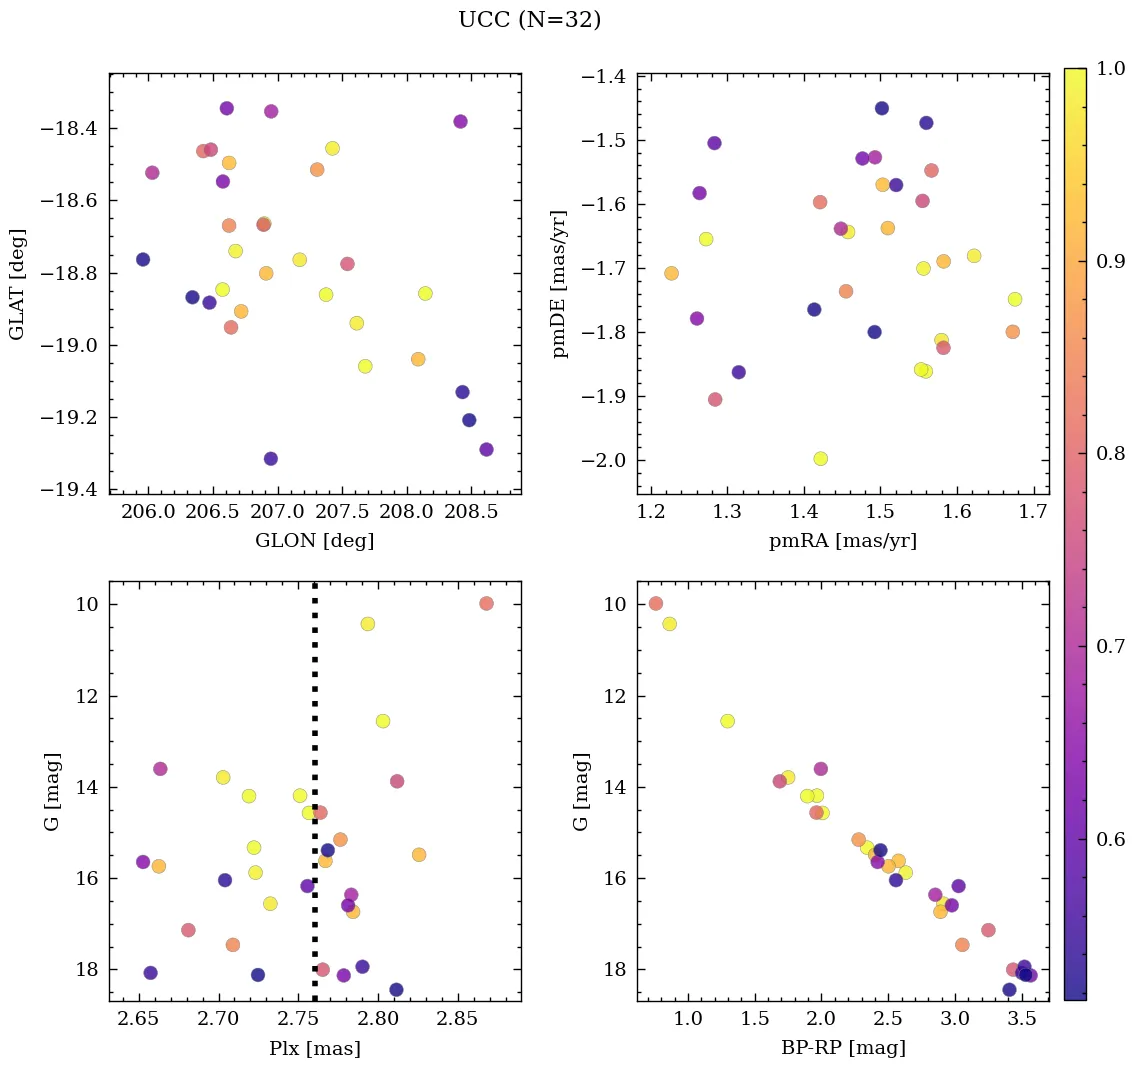 UCC (N=32)
−18.4
−18.6
−18.8
−19.0
−19.2
−19.4
GLAT [deg]
206.0 206.5 207.0 207.5 208.0 208.5
GLON [deg]
−1.4
−1.5
−1.6
−1.7
−1.8
−1.9
−2.0
pmDE [mas/yr]
1.2 1.3 1.4 1.5 1.6 1.7
pmRA [mas/yr]
10
12
14
16
18
G [mag]
2.65 2.70 2.75 2.80 2.85
Plx [mas]
10
12
14
16
18
G [mag]
1.0 1.5 2.0 2.5 3.0 3.5
BP-RP [mag]
1.0
0.9
0.8
0.7
0.6